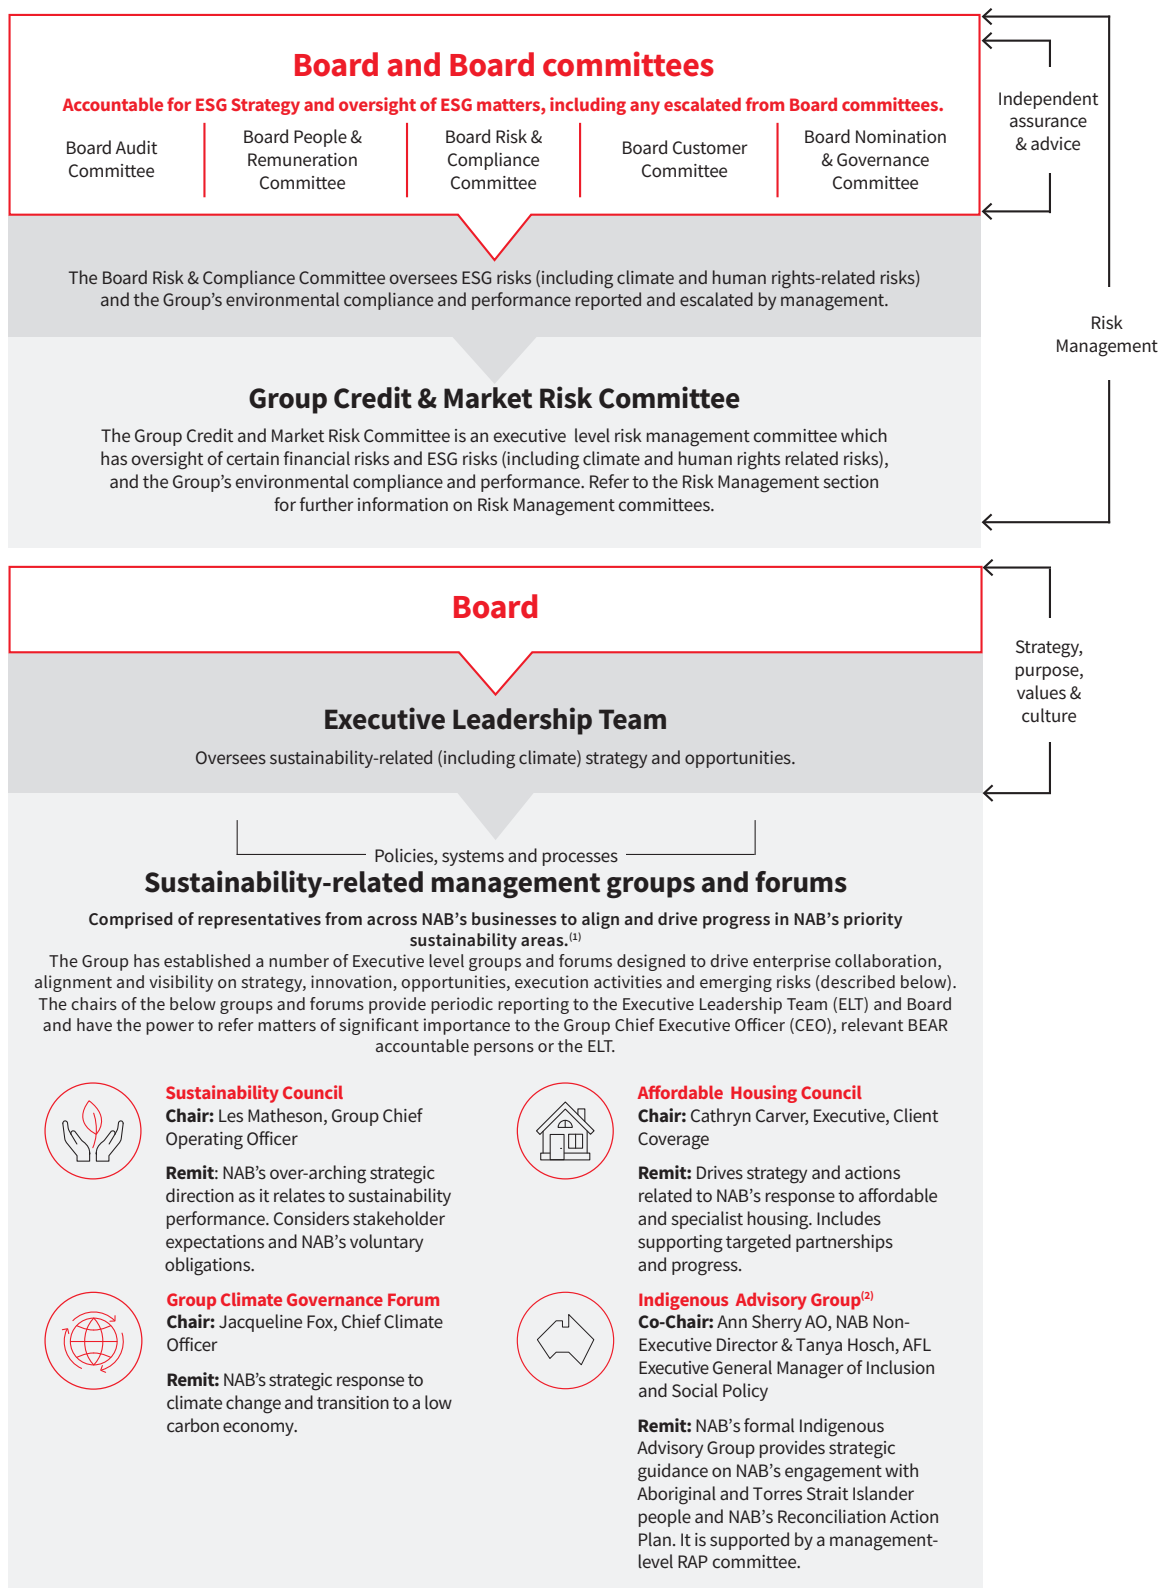 Board and Board committees
Accountable for ESG Strategy and oversight of ESG matters, including any escalated from Board committees.
Board Audit
Committee
Board People &
Remuneration
Committee
Board Risk &
Compliance
Committee
Board Customer
Committee
Board Nomination
& Governance
Committee
Independent
assurance
& advice
The Board Risk & Compliance Committee oversees ESG risks (including climate and human rights-related risks)
and the Group's environmental compliance and performance reported and escalated by management.
Risk
Management
Group Credit & Market Risk Committee
The Group Credit and Market Risk Committee is an executive level risk management committee which
has oversight of certain financial risks and ESG risks (including climate and human rights related risks),
and the Group's environmental compliance and performance. Refer to the Risk Management section
for further information on Risk Management committees.
Board
Strategy,
purpose,
values &
culture
Executive Leadership Team
Oversees sustainability-related (including climate) strategy and opportunities.
Policies, systems and processes
Sustainability-related management groups and forums
Comprised of representatives from across NAB's businesses to align and drive progress in NAB's priority
sustainability areas.(1)
The Group has established a number of Executive level groups and forums designed to drive enterprise collaboration,
alignment and visibility on strategy, innovation, opportunities, execution activities and emerging risks (described below).
The chairs of the below groups and forums provide periodic reporting to the Executive Leadership Team (ELT) and Board
and have the power to refer matters of significant importance to the Group Chief Executive Officer (CEO), relevant BEAR
accountable persons or the ELT.
Sustainability Council
Chair: Les Matheson, Group Chief
Operating Officer
Remit: NAB's over-arching strategic
direction as it relates to sustainability
performance. Considers stakeholder
expectations and NAB's voluntary
obligations.
Affordable Housing Council
Chair: Cathryn Carver, Executive, Client
Coverage
Remit: Drives strategy and actions
related to NAB's response to affordable
and specialist housing. Includes
supporting targeted partnerships
and progress.
Group Climate Governance Forum
Chair: Jacqueline Fox, Chief Climate
Officer
Remit: NAB's strategic response to
climate change and transition to a low
carbon economy.
Indigenous Advisory Group(2)
Co-Chair: Ann Sherry AO, NAB Non-
Executive Director & Tanya Hosch, AFL
Executive General Manager of Inclusion
and Social Policy
Remit: NAB's formal Indigenous
Advisory Group provides strategic
guidance on NAB's engagement with
Aboriginal and Torres Strait Islander
people and NAB's Reconciliation Action
Plan. It is supported by a management-
level RAP committee.